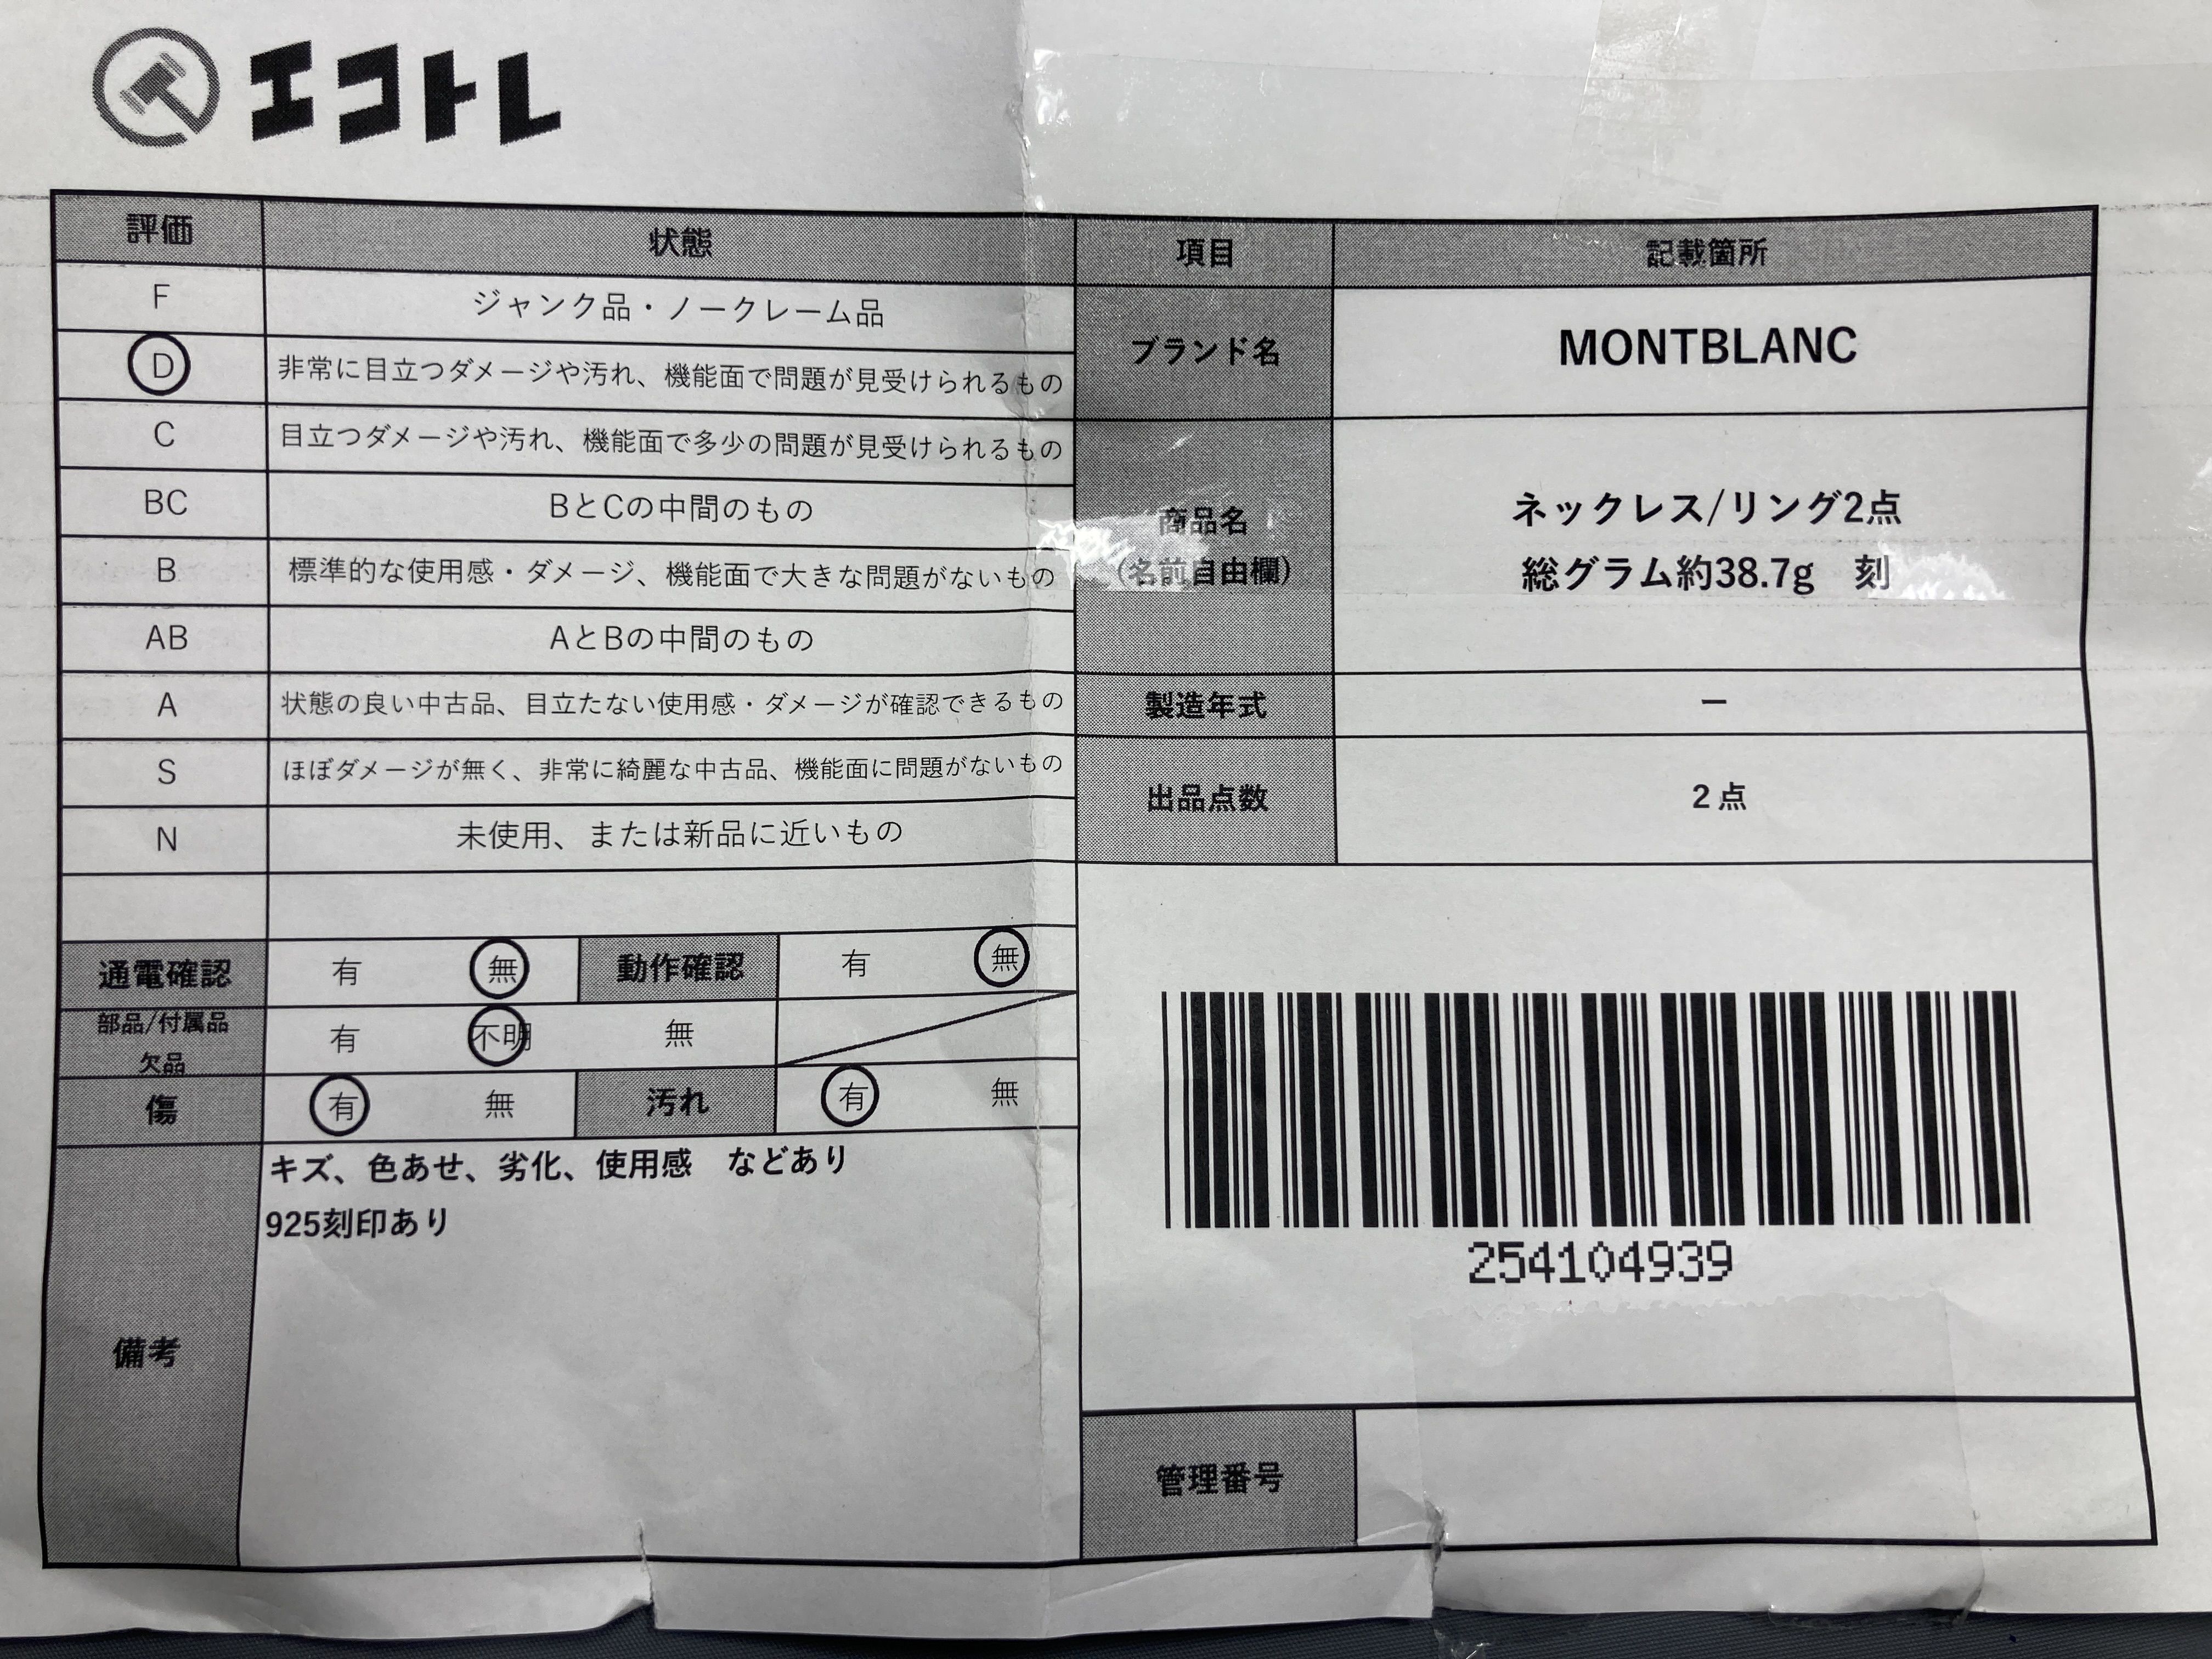 エコトレ
評価 状態
F ジャンク品・ノークレーム品
D 非常に目立つダメージや汚れ、機能面で問題が見受けられるもの
C 目立つダメージや汚れ、機能面で多少の問題が見受けられるもの
BC BとCの中間のもの
B 標準的な使用感・ダメージ、機能面で大きな問題がないもの
AB AとBの中間のもの
A 状態の良い中古品、目立たない使用感・ダメージが確認できるもの
S ほぼダメージが無く、非常に綺麗な中古品、機能面に問題がないもの
N 未使用、または新品に近いもの
通電確認 有 無 動作確認 有 無
部品/付属品
欠品 有 不明 無
傷 有 無 汚れ 有 無
備考
キズ、色あせ、劣化、使用感 などあり
925刻印あり
項目 記載箇所
ブランド名 MONTBLANC
商品名
(名前自由欄)
ネックレス/リング2点
総グラム約38.7g 刻
製造年式 ー
出品点数 2点
254104939
管理番号